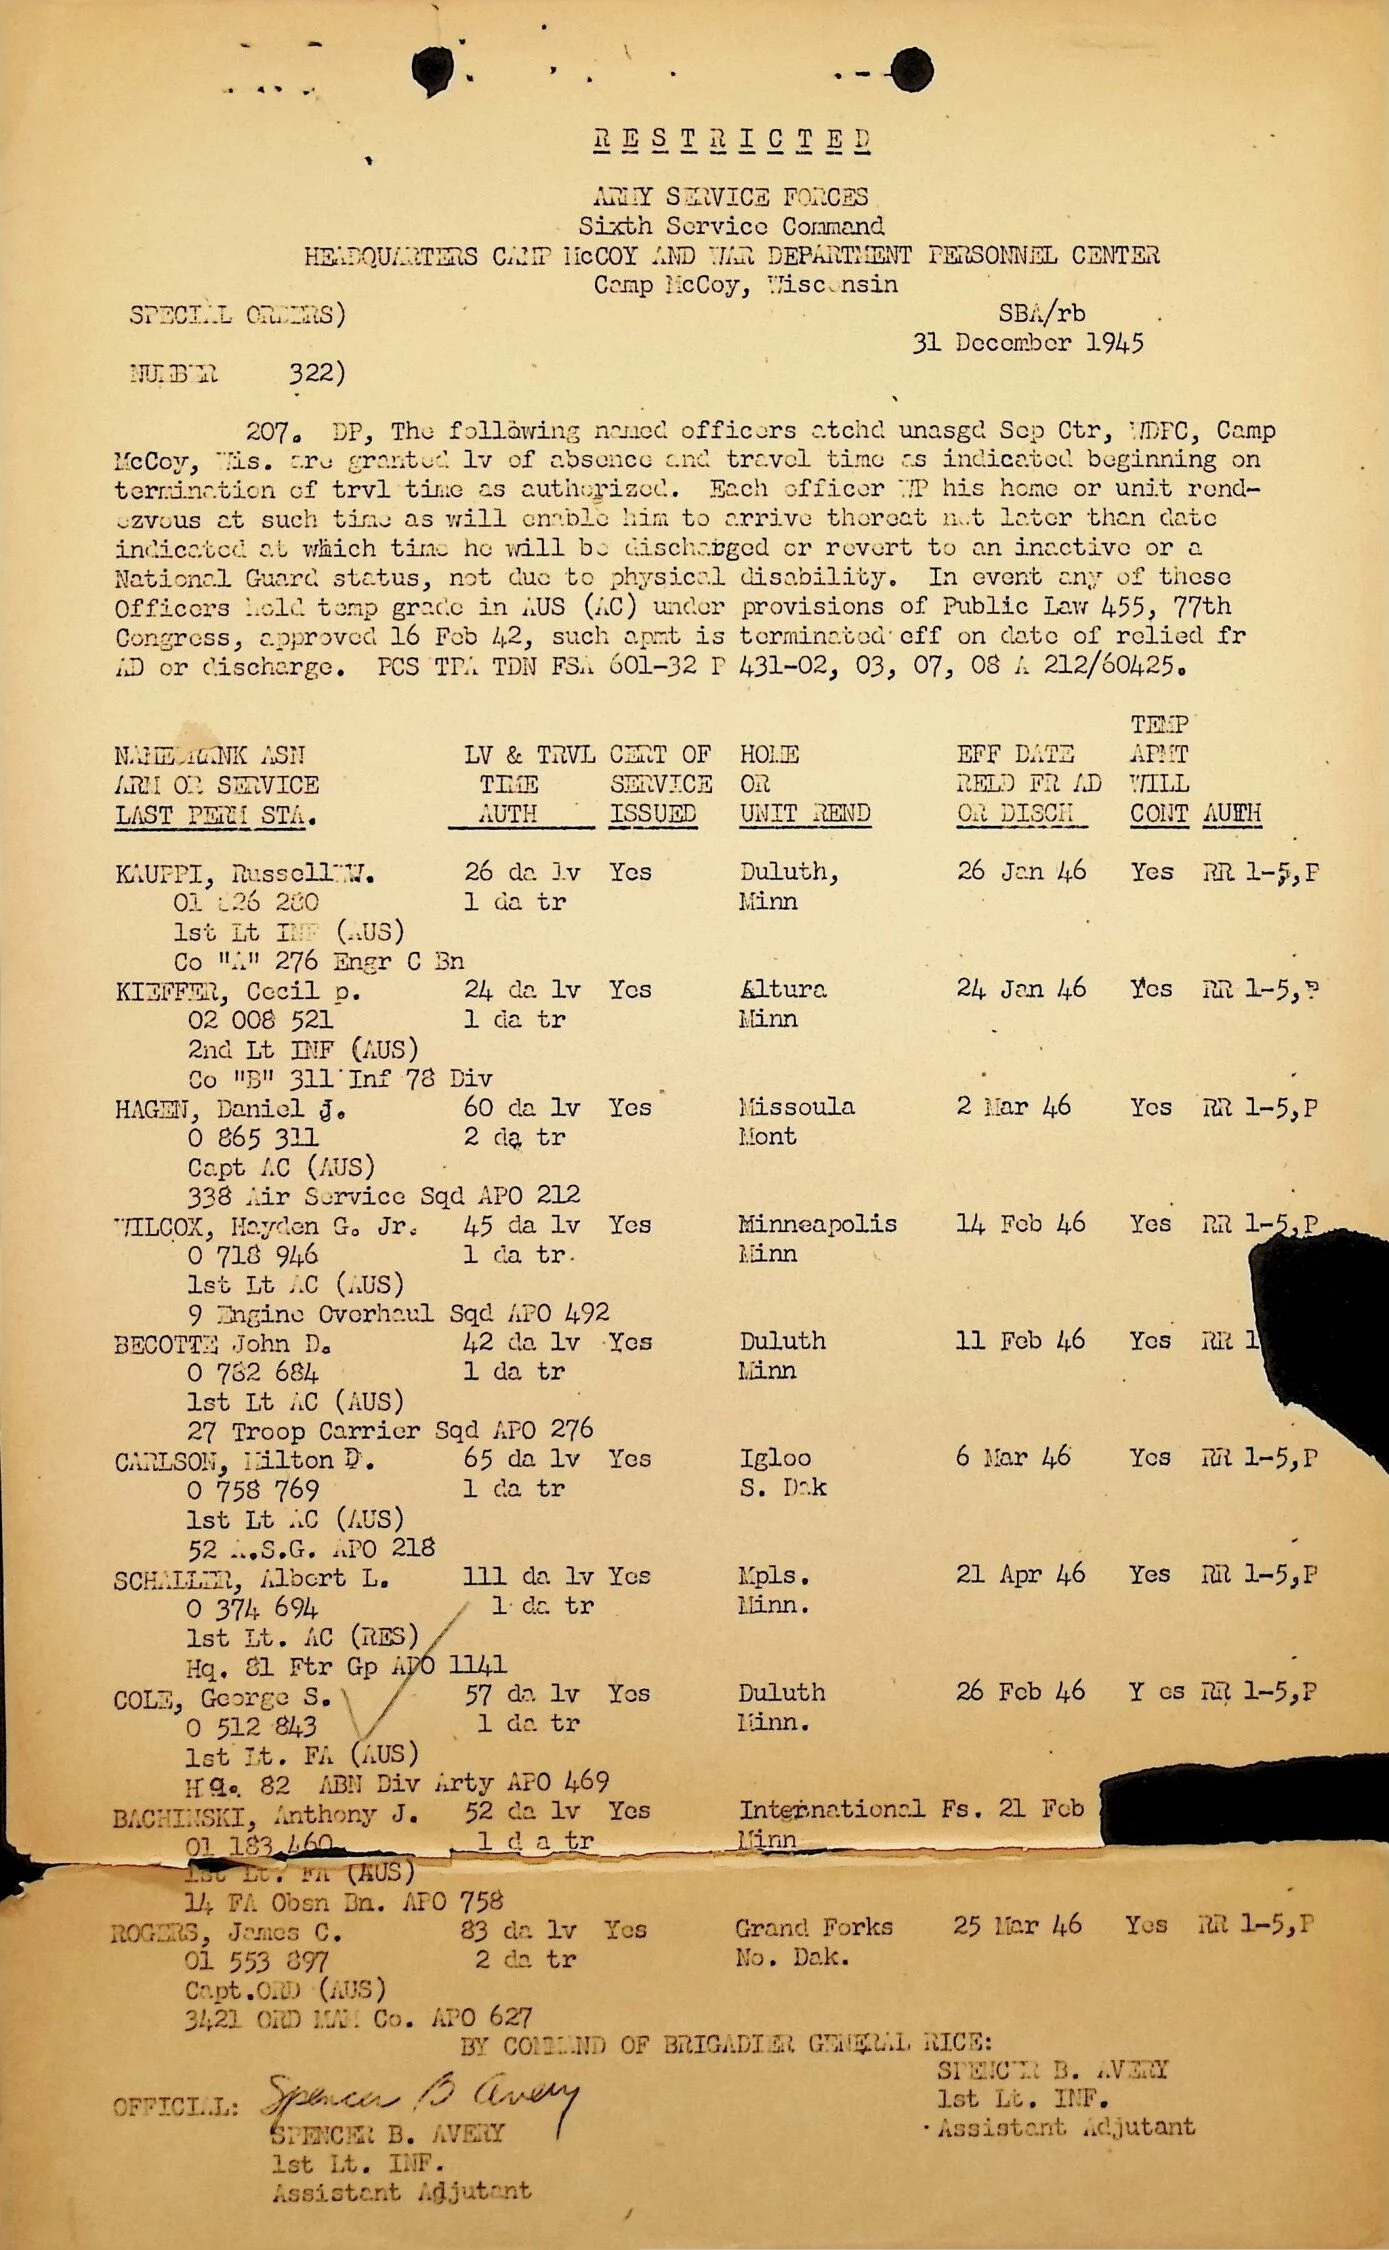 RESTRICTED
ARMY SERVICE FORCES
Sixth Service Command
HEADQUARTERS CAMP McCOY AND WAR DEPARTMENT PERSONNEL CENTER
Camp McCoy, Wisconsin
SPECIAL ORDERS) SBA/rb
31 December 1945
NUMBER 322)
207. DP, The following named officers atchd unasgd Sep Ctr, WDPC, Camp
McCoy, Wis. are granted lv of absence and travel time as indicated beginning on
termination of trvl time as authorized. Each officer WP his home or unit rend-
ezvous at such time as will enable him to arrive thereat not later than date
indicated at which time he will be discharged or revert to an inactive or a
National Guard status, not due to physical disability. In event any of these
Officers hold temp grade in AUS (AC) under provisions of Public Law 455, 77th
Congress, approved 16 Feb 42, such apmt is terminated eff on date of relied fr
AD or discharge. PCS TPA TDN FSA 601-32 P 431-02, 03, 07, 08 A 212/60425.
TEMP
NAME RANK ASN LV & TRVL CERT OF HOME EFF DATE APMT
ARM OR SERVICE TIME SERVICE OR RELD FR AD WILL
LAST PERM STA. AUTH ISSUED UNIT REND OR DISCH CONT AUTH
KAUPPI, Russell W. 26 da lv Yes Duluth, 26 Jan 46 Yes RR 1-5,P
01 280 1 da tr Minn
1st Lt INF (AUS)
Co "A" 276 Engr C Bn
KIEFFER, Cecil p. 24 da lv Yes Altura 24 Jan 46 Yes RR 1-5,P
02 008 521 1 da tr Minn
2nd Lt INF (AUS)
Co "B" 311 Inf 78 Div
HAGEN, Daniel J. 60 da lv Yes Missoula 2 Mar 46 Yes RR 1-5,P
0 865 311 2 da tr Mont
Capt AC (AUS)
338 Air Service Sqd APO 212
WILCOX, Hayden G. Jr. 45 da lv Yes Minneapolis 14 Feb 46 Yes RR 1-5,P
0 718 946 1 da tr. Minn
1st Lt AC (AUS)
9 Engine Overhaul Sqd APO 492
BECOTTE John D. 42 da lv Yes Duluth 11 Feb 46 Yes RR 1
0 782 684 1 da tr Minn
1st Lt AC (AUS)
27 Troop Carrier Sqd APO 276
CARLSON, Milton D. 65 da lv Yes Igloo 6 Mar 46 Yes RR 1-5,P
0 758 769 1 da tr S. Dak
1st Lt AC (AUS)
52 A.S.G. APO 218
SCHALLER, Albert L. 111 da lv Yes Mpls. 21 Apr 46 Yes RR 1-5,P
0 374 694 1 da tr Minn.
1st Lt. AC (RES)
Hq. 81 Ftr Gp APO 1141
COLE, George S. 57 da lv Yes Duluth 26 Feb 46 Y es RR 1-5,P
0 512 843 1 da tr Minn.
1st Lt. FA (AUS)
Hq. 82 ABN Div Arty APO 469
BACHINSKI, Anthony J. 52 da lv Yes International Fs. 21 Feb
01 183 460 1 d a tr Minn
1st Lt. FA (AUS)
14 FA Obsn Bn. APO 758
ROGERS, James C. 83 da lv Yes Grand Forks 25 Mar 46 Yes RR 1-5,P
01 553 897 2 da tr No. Dak.
Capt.ORD (AUS)
3421 ORD MAM Co. APO 627
BY COMMAND OF BRIGADIER GENERAL RICE:
SPENCER B. AVERY
1st Lt. INF.
Assistant Adjutant
OFFICIAL: Spencer B Avery
SPENCER B. AVERY
1st Lt. INF.
Assistant Adjutant